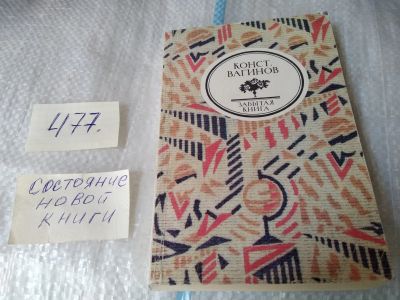 477.
СОСТОЯНИЕ
НОВОЙ
КНИГИ
КОНСТ.
ВАГИНОВ
ЗАБЫТАЯ
КНИГА